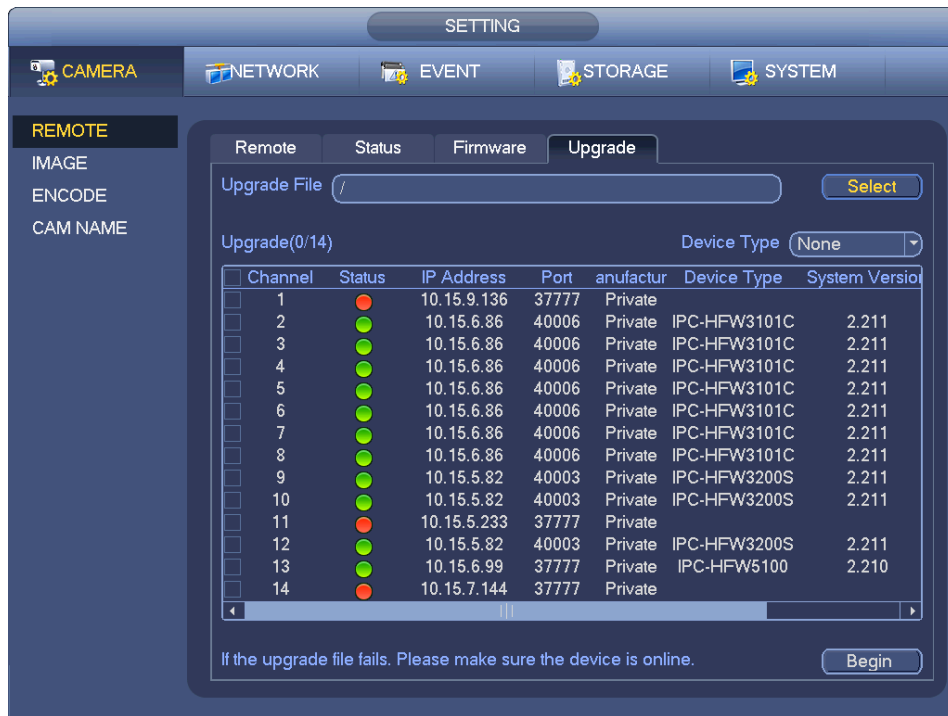 SETTING
CAMERA NETWORK EVENT STORAGE SYSTEM
REMOTE
IMAGE
ENCODE
CAM NAME
Remote Status Firmware Upgrade
Upgrade File / Select
Upgrade(0/14) Device Type None
Channel Status IP Address Port anufactur Device Type System Version
1 10.15.9.136 37777 Private
2 10.15.6.86 40006 Private IPC-HFW3101C 2.211
3 10.15.6.86 40006 Private IPC-HFW3101C 2.211
4 10.15.6.86 40006 Private IPC-HFW3101C 2.211
5 10.15.6.86 40006 Private IPC-HFW3101C 2.211
6 10.15.6.86 40006 Private IPC-HFW3101C 2.211
7 10.15.6.86 40006 Private IPC-HFW3101C 2.211
8 10.15.6.86 40006 Private IPC-HFW3101C 2.211
9 10.15.5.82 40003 Private IPC-HFW3200S 2.211
10 10.15.5.82 40003 Private IPC-HFW3200S 2.211
11 10.15.5.233 37777 Private
12 10.15.5.82 40003 Private IPC-HFW3200S 2.211
13 10.15.6.99 37777 Private IPC-HFW5100 2.210
14 10.15.7.144 37777 Private
If the upgrade file fails. Please make sure the device is online. Begin